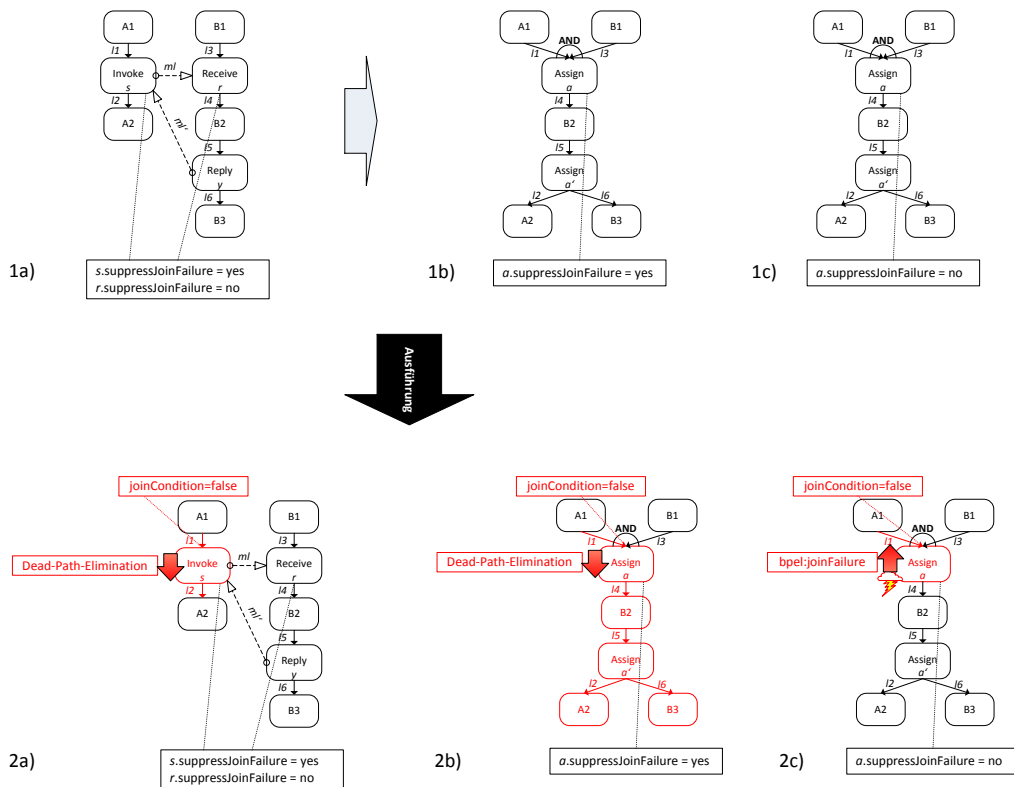 A1
B1
l1
l3
Invoke
s
ml
Receive
r
l2
l4
A2
ml'
B2
l5
Reply
y
l6
B3
1a)
s.suppressJoinFailure = yes
r.suppressJoinFailure = no
A1
B1
AND
l1
l3
Assign
a
l4
B2
l5
Assign
a'
l2
l6
A2
B3
1b)
a.suppressJoinFailure = yes
A1
B1
AND
l1
l3
Assign
a
l4
B2
l5
Assign
a'
l2
l6
A2
B3
1c)
a.suppressJoinFailure = no
Ausführung
joinCondition=false
A1
B1
l1
l3
Dead-Path-Elimination
Invoke
s
ml
Receive
r
l2
l4
A2
ml'
B2
l5
Reply
y
l6
B3
2a)
s.suppressJoinFailure = yes
r.suppressJoinFailure = no
joinCondition=false
A1
B1
AND
l1
l3
Dead-Path-Elimination
Assign
a
l4
B2
l5
Assign
a'
l2
l6
A2
B3
2b)
a.suppressJoinFailure = yes
joinCondition=false
A1
B1
AND
l1
l3
bpel:joinFailure
Assign
a
l4
B2
l5
Assign
a'
l2
l6
A2
B3
2c)
a.suppressJoinFailure = no